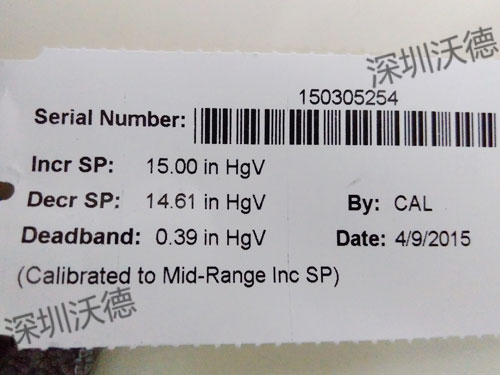 深圳沃德
150305254
Serial Number:
Incr SP: 15.00 in HgV
Decr SP: 14.61 in HgV By: CAL
Deadband: 0.39 in HgV Date: 4/9/2015
(Calibrated to Mid-Range Inc SP)
深圳沃德